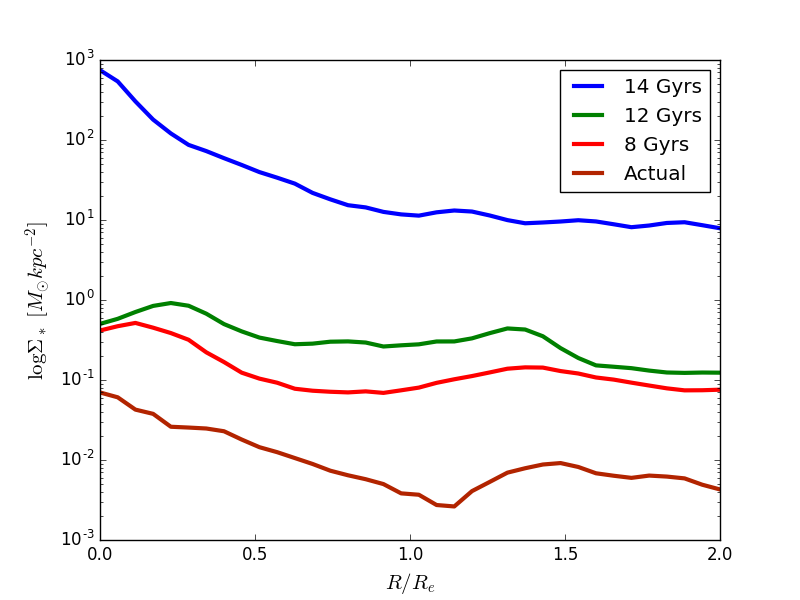 10³
10²
10¹
10⁰
10⁻¹
10⁻²
10⁻³
logΣ* [M⊙kpc⁻²]
14 Gyrs
12 Gyrs
8 Gyrs
Actual
0.0 0.5 1.0 1.5 2.0
R/Rₑ